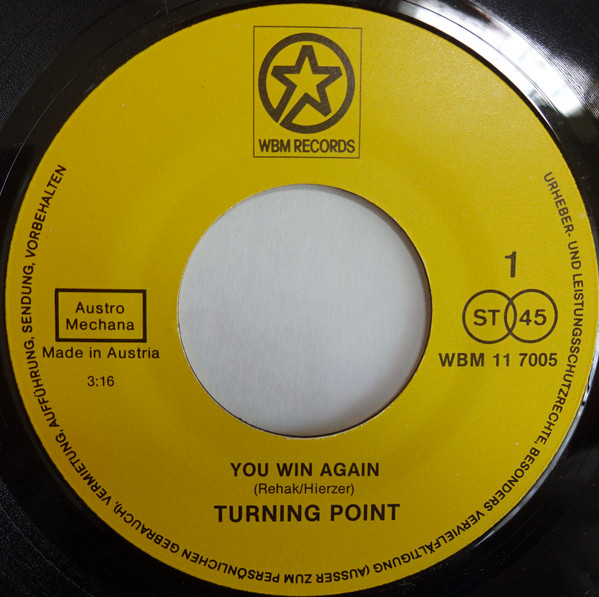 WBM RECORDS
1
ST 45
WBM 11 7005
Austro
Mechana
Made in Austria
3:16
YOU WIN AGAIN
(Rehak/Hierzer)
TURNING POINT
URHEBER- UND LEISTUNGSSCHUTZRECHTE, BESONDERS VERVIELFÄLTIGUNG (AUSSER ZUM PERSÖNLICHEN GEBRAUCH), VERMIETUNG, AUFFÜHRUNG, SENDUNG, VORBEHALTEN